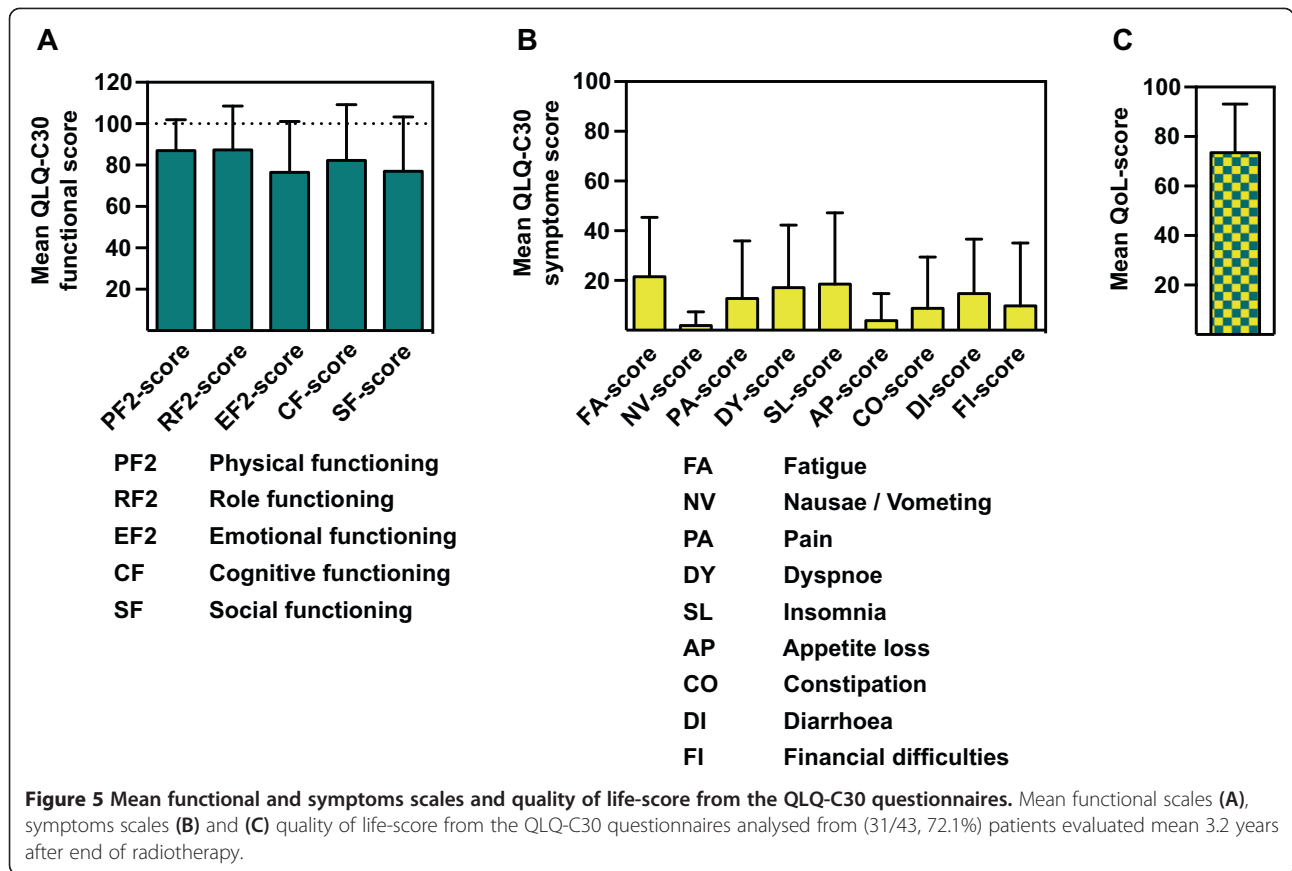 A
Mean QLQ-C30
functional score
120
100
80
60
40
20
PF2-score
RF2-score
EF2-score
CF-score
SF-score
PF2 Physical functioning
RF2 Role functioning
EF2 Emotional functioning
CF Cognitive functioning
SF Social functioning
B
Mean QLQ-C30
symptome score
100
80
60
40
20
FA-score
NV-score
PA-score
DY-score
SL-score
AP-score
CO-score
DI-score
FI-score
FA Fatigue
NV Nausae / Vometing
PA Pain
DY Dyspnoe
SL Insomnia
AP Appetite loss
CO Constipation
DI Diarrhoea
FI Financial difficulties
C
Mean QoL-score
100
80
60
40
20
Figure 5 Mean functional and symptoms scales and quality of life-score from the QLQ-C30 questionnaires. Mean functional scales (A),
symptoms scales (B) and (C) quality of life-score from the QLQ-C30 questionnaires analysed from (31/43, 72.1%) patients evaluated mean 3.2 years
after end of radiotherapy.